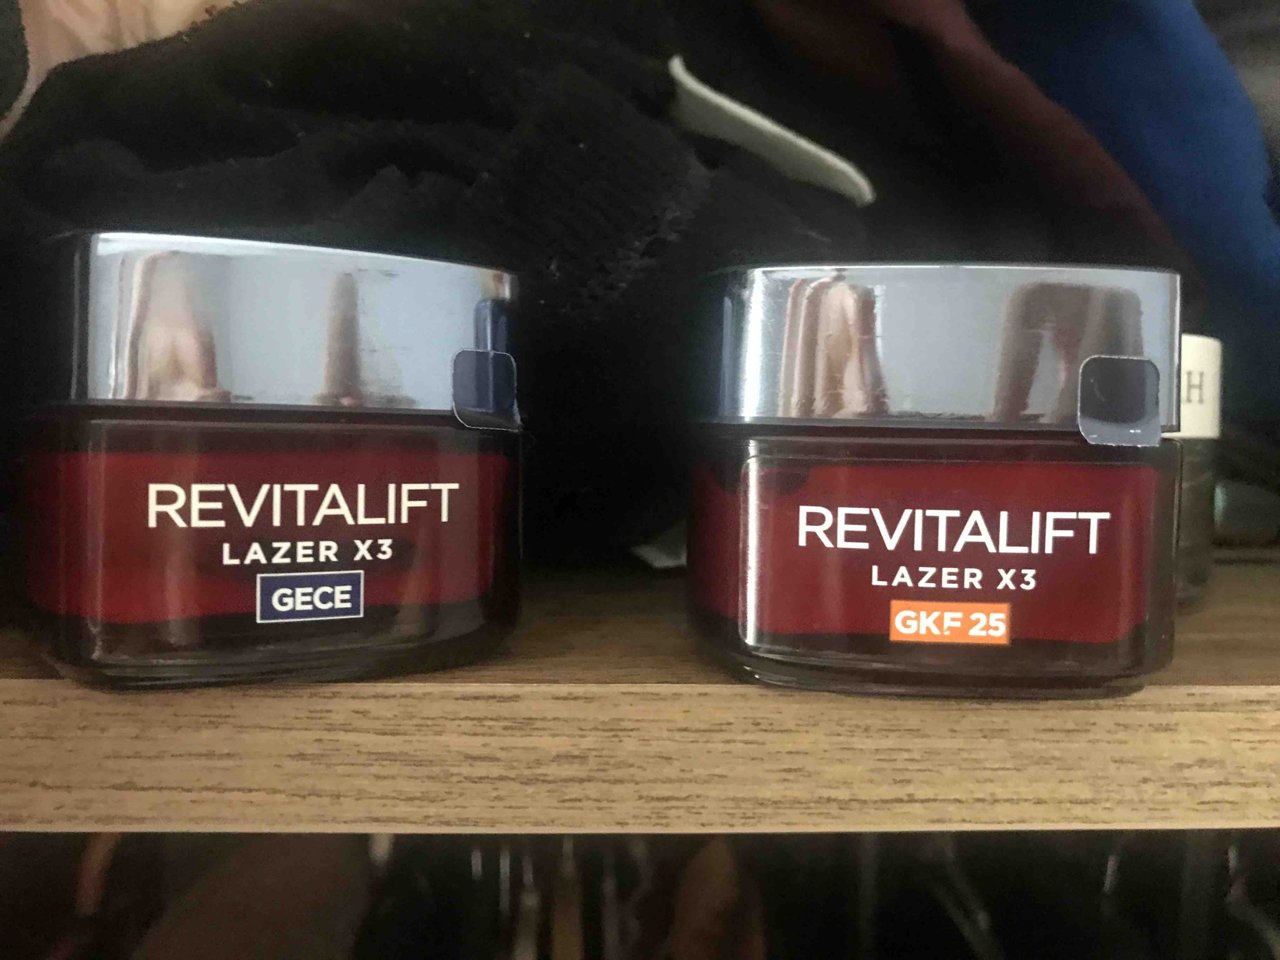 REVITALIFT
LAZER X3
GECE
REVITALIFT
LAZER X3
GKF 25
H